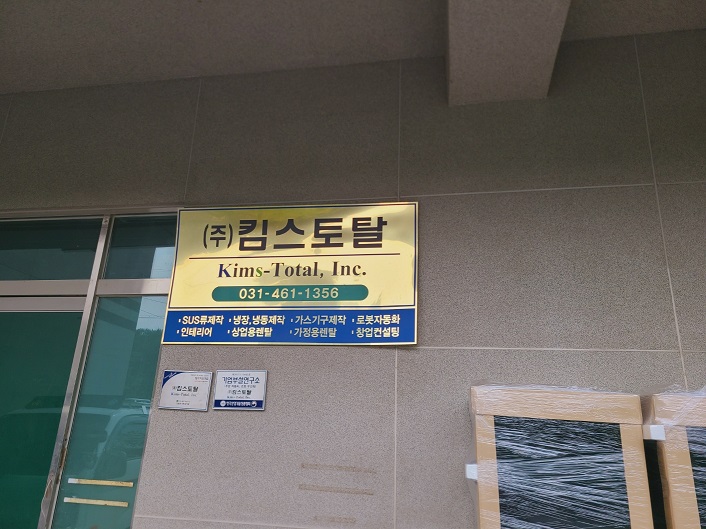 (주)킴스토탈
Kims-Total, Inc.
031-461-1356
•SUS류제작 •냉장,냉동제작 •가스기구제작 •로봇자동화
•인테리어 •상업용렌탈 •가정용렌탈 •창업컨설팅
㈜킴스토탈
Kims-Total, Inc.
기업부설연구소
㈜킴스토탈